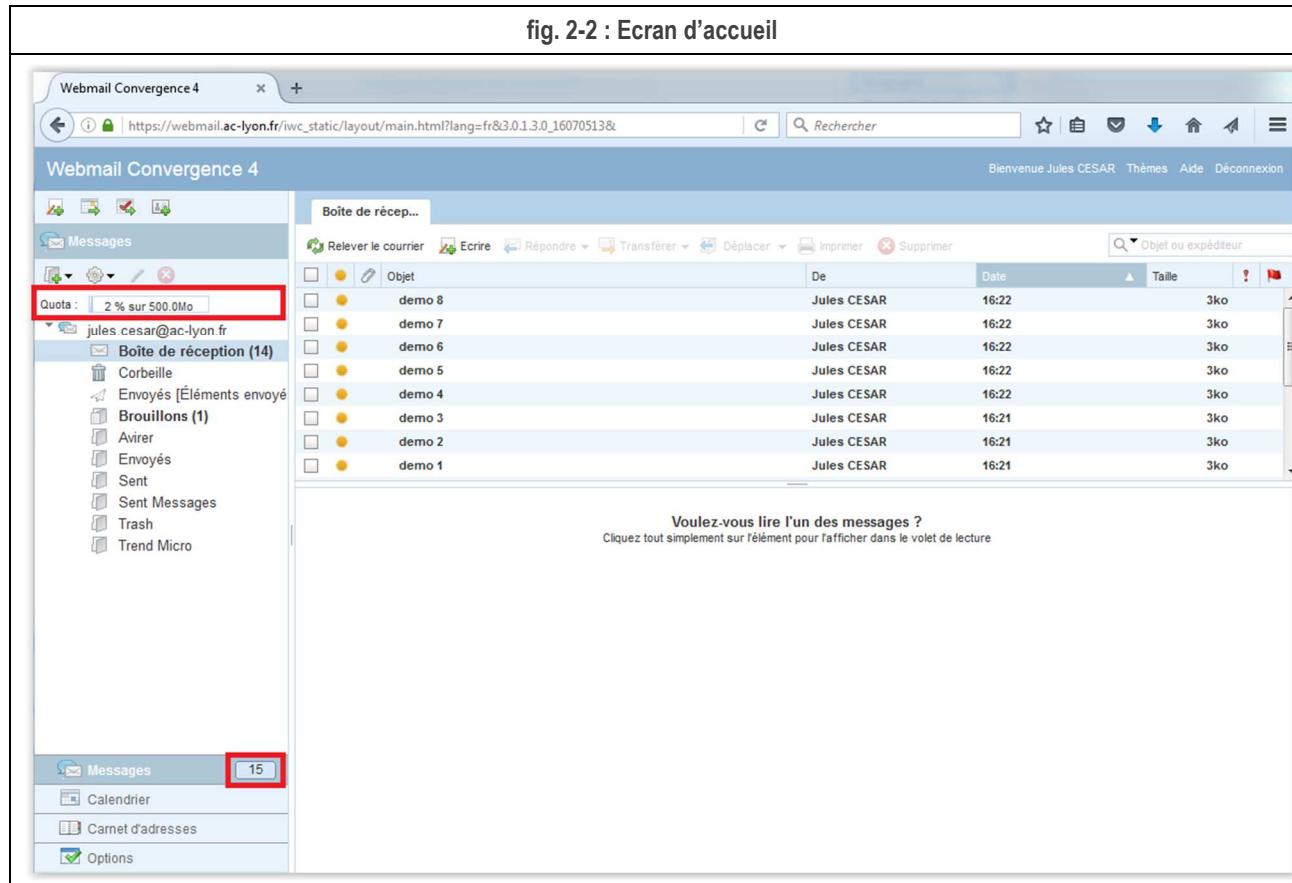 fig. 2-2 : Ecran d’accueil
Webmail Convergence 4
https://webmail.ac-lyon.fr/iwc_static/layout/main.html?lang=fr&3.0.1.3.0_16070513&
Rechercher
Webmail Convergence 4
Bienvenue Jules CESAR Thèmes Aide Déconnexion
Boîte de récep...
Messages
Relever le courrier Ecrire Répondre Transférer Déplacer Imprimer Supprimer
Objet ou expéditeur
Objet De Date Taille
Quota : 2 % sur 500.0Mo
jules.cesar@ac-lyon.fr
Boîte de réception (14)
Corbeille
Envoyés [Éléments envoyé
Brouillons (1)
Avirer
Envoyés
Sent
Sent Messages
Trash
Trend Micro
demo 8 Jules CESAR 16:22 3ko
demo 7 Jules CESAR 16:22 3ko
demo 6 Jules CESAR 16:22 3ko
demo 5 Jules CESAR 16:22 3ko
demo 4 Jules CESAR 16:22 3ko
demo 3 Jules CESAR 16:21 3ko
demo 2 Jules CESAR 16:21 3ko
demo 1 Jules CESAR 16:21 3ko
Voulez-vous lire l'un des messages ?
Cliquez tout simplement sur l'élément pour l'afficher dans le volet de lecture
Messages 15
Calendrier
Carnet d'adresses
Options